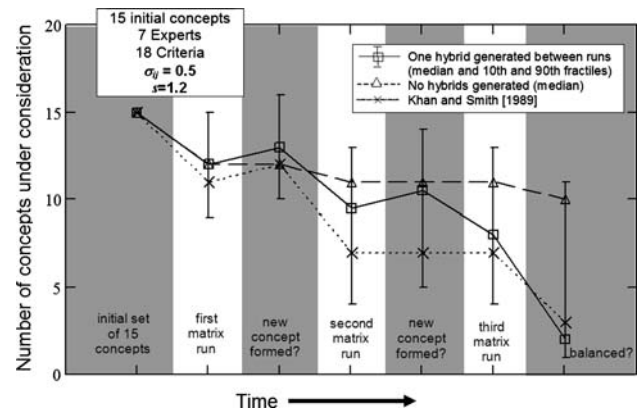 15 initial concepts
7 Experts
18 Criteria
σij = 0.5
s=1.2
One hybrid generated between runs
(median and 10th and 90th fractiles)
No hybrids generated (median)
Khan and Smith [1989]
Number of concepts under consideration
20
15
10
5
0
initial set
of 15
concepts
first
matrix
run
new
concept
formed?
second
matrix
run
new
concept
formed?
third
matrix
run
balanced?
Time